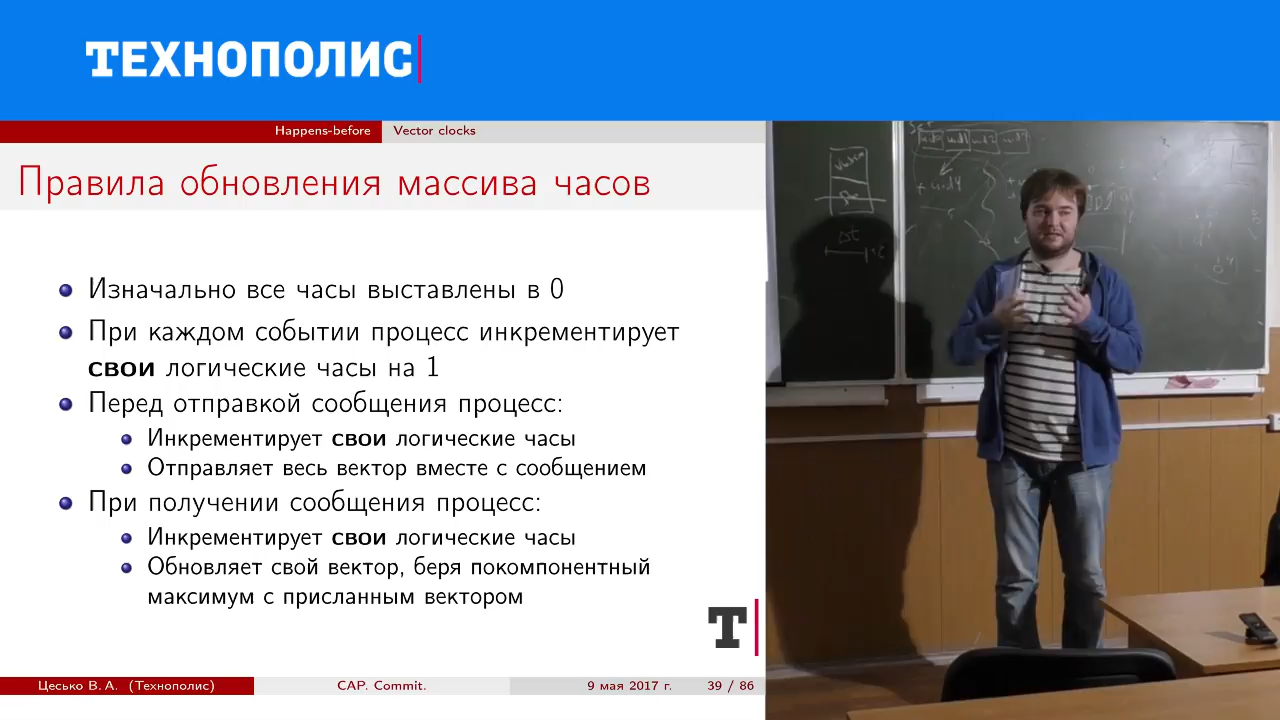 ТЕХНОПОЛИС
Happens-before
Vector clocks
Правила обновления массива часов
Изначально все часы выставлены в 0
При каждом событии процесс инкрементирует
свои логические часы на 1
Перед отправкой сообщения процесс:
Инкрементирует свои логические часы
Отправляет весь вектор вместе с сообщением
При получении сообщения процесс:
Инкрементирует свои логические часы
Обновляет свой вектор, беря покомпонентный
максимум с присланным вектором
Т
Цесько В. А. (Технополис)
CAP. Commit.
9 мая 2017 г.
39 / 86